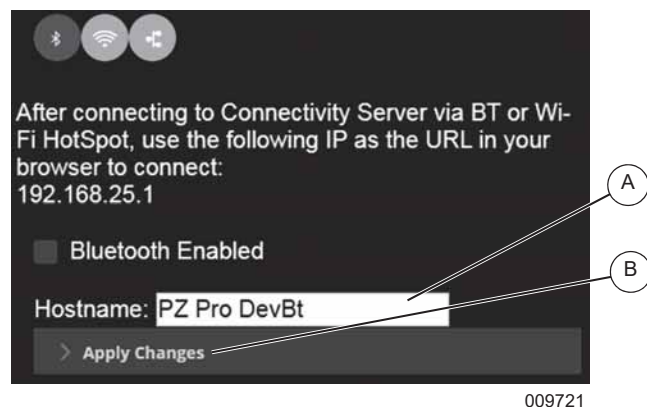 After connecting to Connectivity Server via BT or Wi-
Fi HotSpot, use the following IP as the URL in your
browser to connect:
192.168.25.1
A
Bluetooth Enabled
B
Hostname: PZ Pro DevBt
> Apply Changes
009721